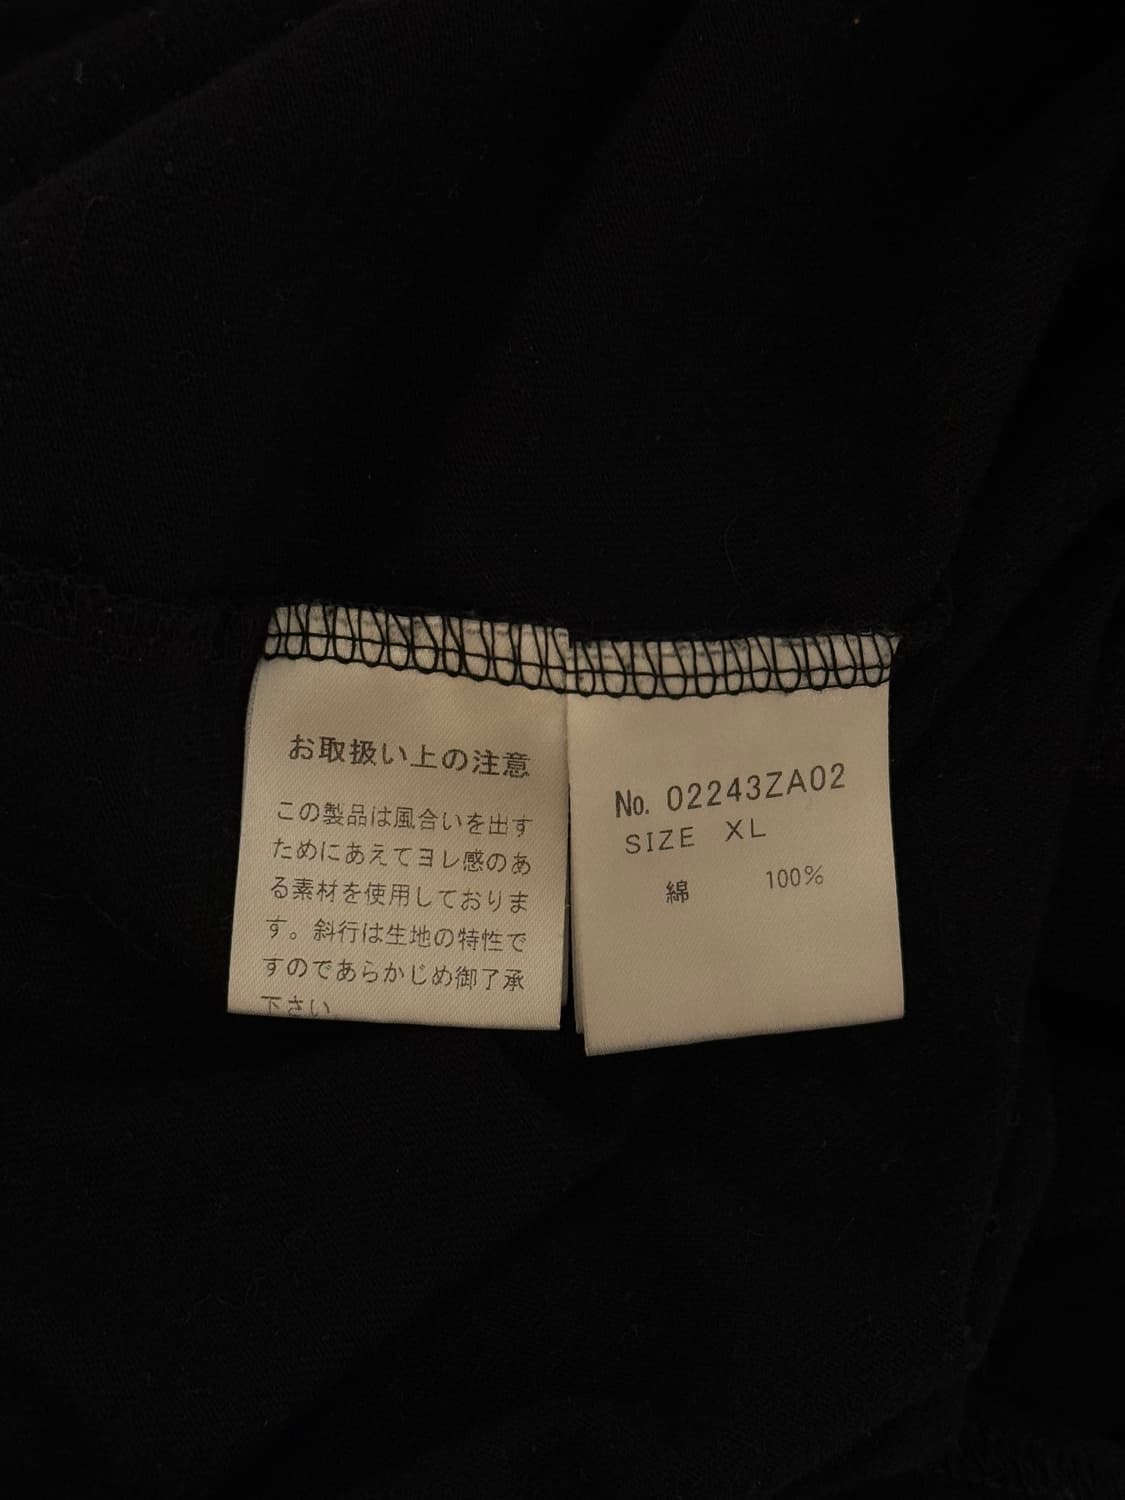 お取扱い上の注意
この製品は風合いを出す
ためにあえてヨレ感のあ
る素材を使用しておりま
す。斜行は生地の特性で
すのであらかじめ御了承
下さい。
No. 02243ZA02
SIZE XL
綿 100%